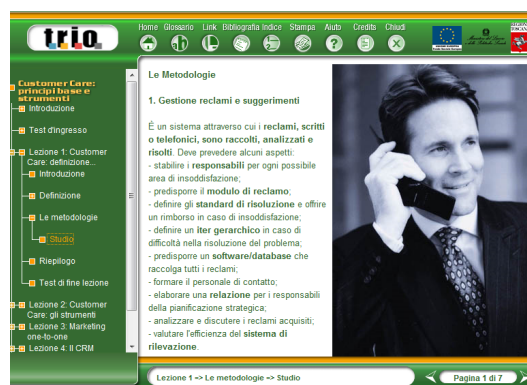 trio
Home Glossario Link Bibliografia Indice Stampa Aiuto Credits Chiudi
REGIONE
TOSCANA
Customer Care:
principi base e
strumenti
Introduzione
Test d'ingresso
Lezione 1: Customer
Care: definizione...
Introduzione
Definizione
Le metodologie
Studio
Riepilogo
Test di fine lezione
Lezione 2: Customer
Care: gli strumenti
Lezione 3: Marketing
one-to-one
Lezione 4: Il CRM
Le Metodologie
1. Gestione reclami e suggerimenti
É un sistema attraverso cui i reclami, scritti
o telefonici, sono raccolti, analizzati e
risolti. Deve prevedere alcuni aspetti:
- stabilire i responsabili per ogni possibile
area di insoddisfazione;
- predisporre il modulo di reclamo;
- definire gli standard di risoluzione e offrire
un rimborso in caso di insoddisfazione;
- definire un iter gerarchico in caso di
difficoltà nella risoluzione del problema;
- predisporre un software/database che
raccolga tutti i reclami;
- formare il personale di contatto;
- elaborare una relazione per i responsabili
della pianificazione strategica;
- analizzare e discutere i reclami acquisiti;
- valutare l'efficienza del sistema di
rilevazione.
Lezione 1 => Le metodologie => Studio
Pagina 1 di 7